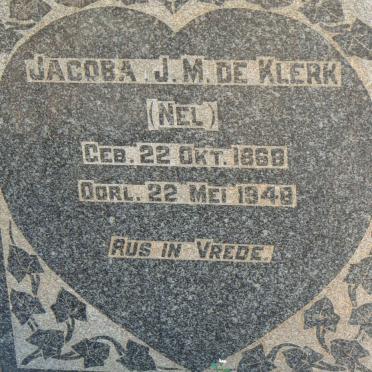 JACOBA J.M. DE KLERK
(NEL)
GEB. 22 OKT. 1868
OORL. 22 MEI 1948
RUS IN VREDE.